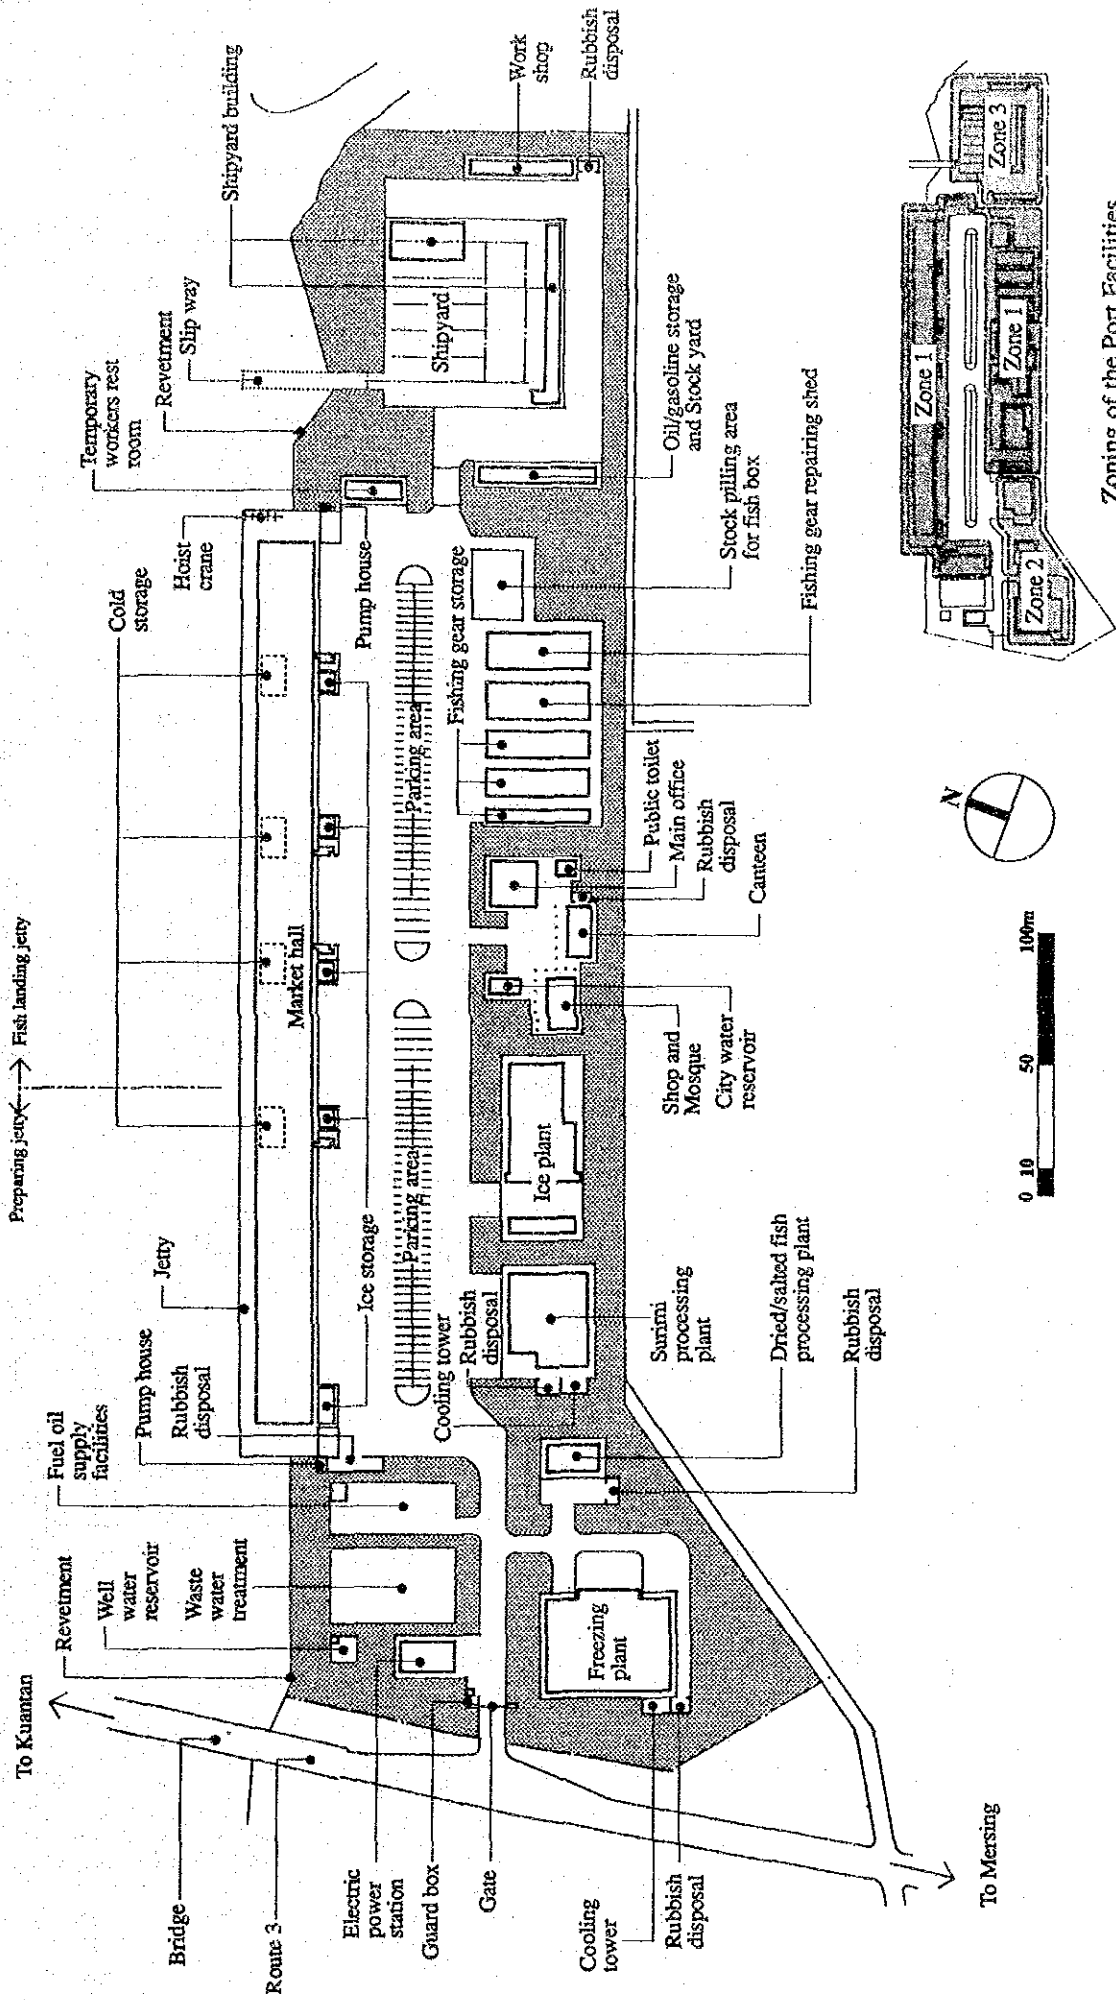 To Kuantan
Bridge
Route 3
Revetment
Well
water
reservoir
Waste
water
treatment
Fuel oil
supply
facilities
Pump house
Rubbish
disposal
Jetty
Preparing jetty
Fish landing jetty
Cold
storage
Hoist
crane
Temporary
workers rest
room
Revetment
Slip way
Shipyard building
Work
shop
Rubbish
disposal
Market hall
Ice storage
Pump house
Shipyard
Parking area
Parking area
Electric
power
station
Guard box
Gate
Cooling
tower
Rubbish
disposal
Freezing
plant
Cooling tower
Rubbish
disposal
Ice plant
Fishing gear storage
Surimi
processing
plant
Dried/salted fish
processing plant
Rubbish
disposal
Shop and
Mosque
City water
reservoir
Public toilet
Main office
Rubbish
disposal
Canteen
Oil/gasoline storage
and Stock yard
Stock pilling area
for fish box
Fishing gear repairing shed
To Mersing
0 10 50 100m
N
Zone 1
Zone 1
Zone 2
Zone 3
Zoning of the Port Facilities